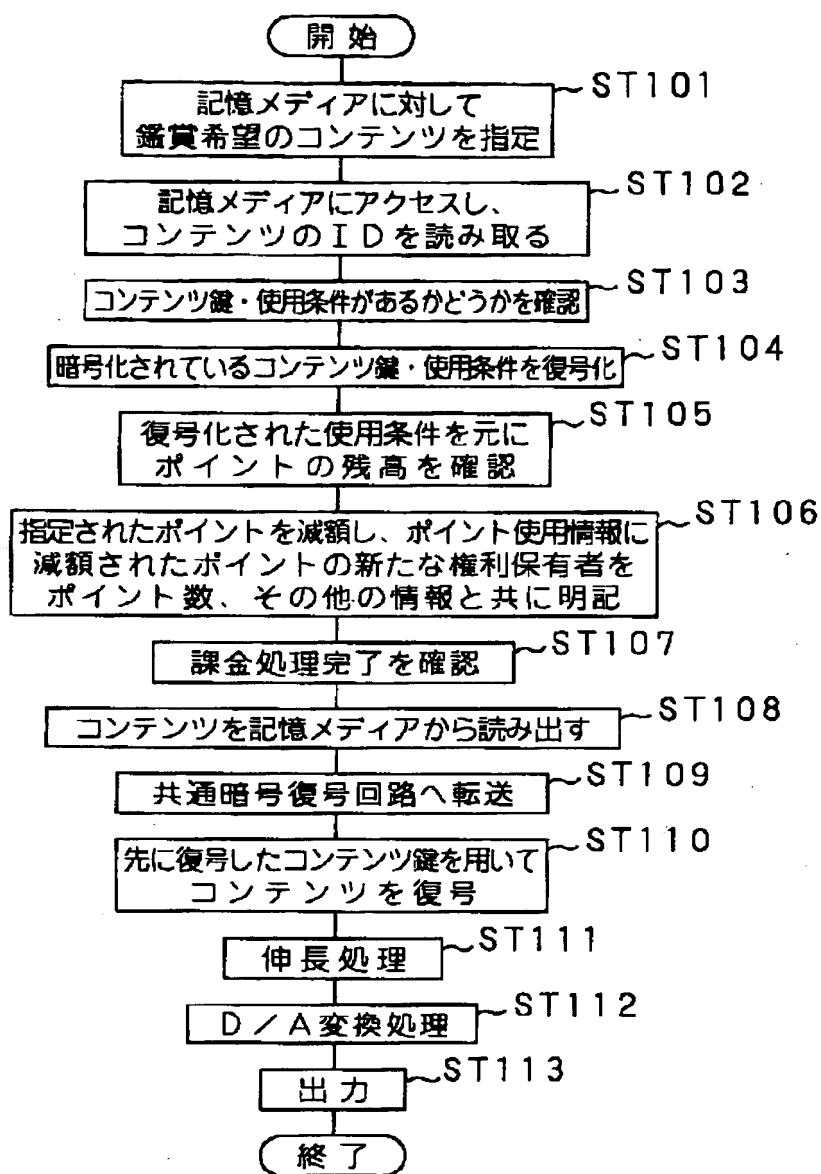 開始
ST101
記憶メディアに対して
鑑賞希望のコンテンツを指定
ST102
記憶メディアにアクセスし、
コンテンツのIDを読み取る
ST103
コンテンツ鍵・使用条件があるかどうかを確認
ST104
暗号化されているコンテンツ鍵・使用条件を復号化
ST105
復号化された使用条件を元に
ポイントの残高を確認
ST106
指定されたポイントを減額し、ポイント使用情報に
減額されたポイントの新たな権利保有者を
ポイント数、その他の情報と共に明記
ST107
課金処理完了を確認
ST108
コンテンツを記憶メディアから読み出す
ST109
共通暗号復号回路へ転送
ST110
先に復号したコンテンツ鍵を用いて
コンテンツを復号
ST111
伸長処理
ST112
D/A変換処理
ST113
出力
終了